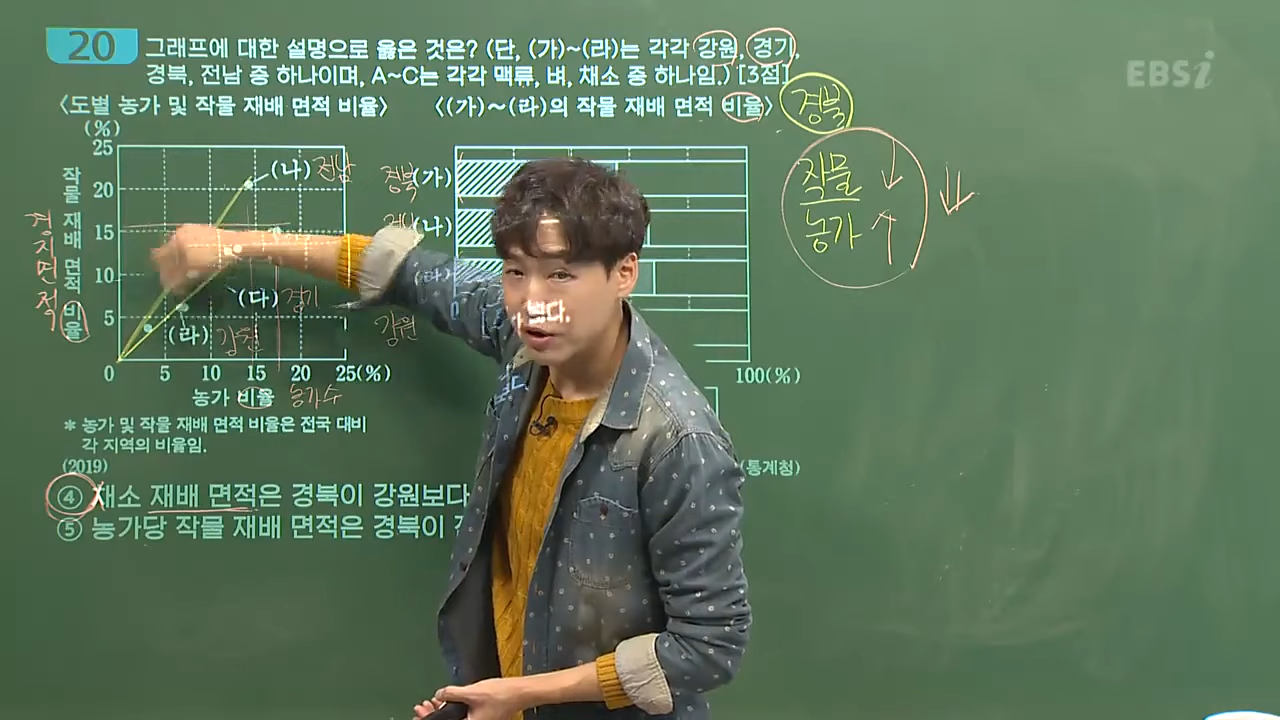 20 그래프에 대한 설명으로 옳은 것은? (단, (가)~(라)는 각각 강원, 경기,
경북, 전남 중 하나이며, A~C는 각각 맥류, 벼, 채소 중 하나임.) [3점]
EBSi
〈도별 농가 및 작물 재배 면적 비율〉
〈(가)~(라)의 작물 재배 면적 비율〉
경북
(%)
25
20
15
10
5
0 5 10 15 20 25(%)
작물 재배 면적 비율
경지면적
(나) 전남
(다) 경기
(라) 강원
농가 비율 농가수
경북 (가)
(나)
(라)
강원
0
100(%)
작물 ↓
농가 ↑
↓↓
* 농가 및 작물 재배 면적 비율은 전국 대비
각 지역의 비율임.
(2019)
통계청)
④ 채소 재배 면적은 경북이 강원보다
⑤ 농가당 작물 재배 면적은 경북이